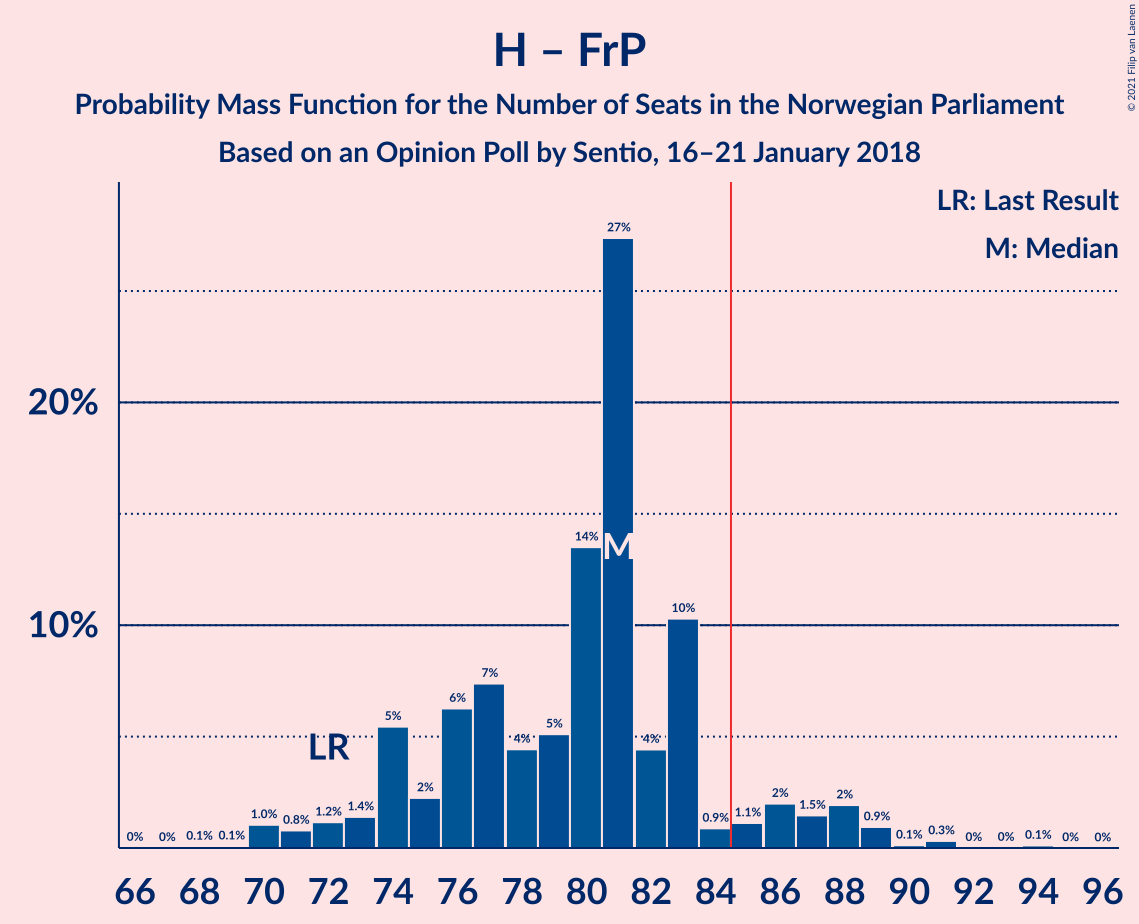 H – FrP
Probability Mass Function for the Number of Seats in the Norwegian Parliament
Based on an Opinion Poll by Sentio, 16–21 January 2018
© 2021 Filip van Laenen
LR: Last Result
M: Median
20%
10%
0% 0% 0.1% 0.1% 1.0% 0.8% 1.2% 1.4% 5% 2% 6% 7% 4% 5% 14% 27% 4% 10% 0.9% 1.1% 2% 1.5% 2% 0.9% 0.1% 0.3% 0% 0% 0.1% 0% 0%
LR
M
66 68 70 72 74 76 78 80 82 84 86 88 90 92 94 96